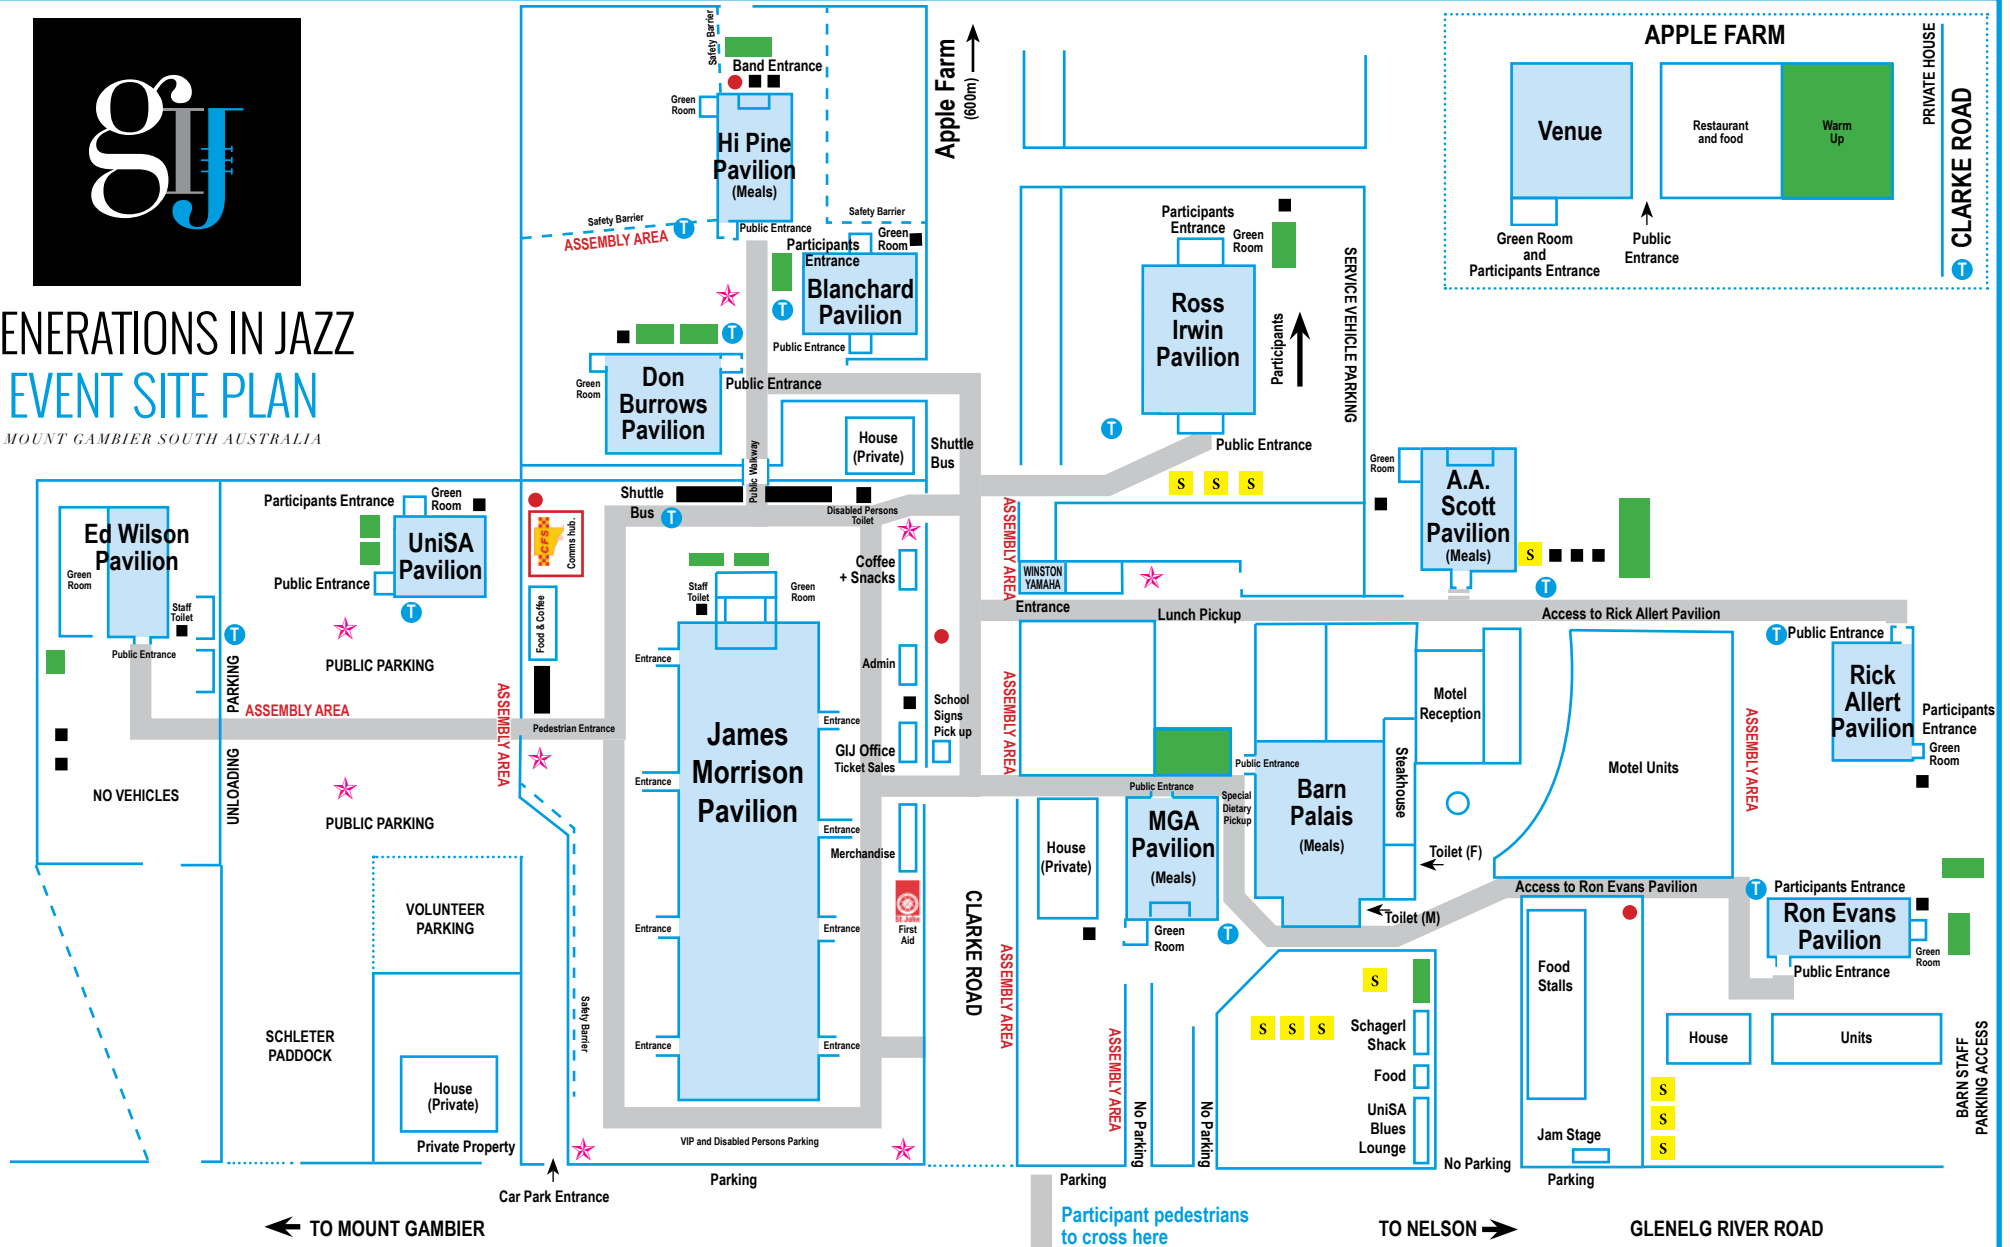 gIJ
ENERATIONS IN JAZZ
EVENT SITE PLAN
MOUNT GAMBIER SOUTH AUSTRALIA
Safety Barrier
Band Entrance
Green
Room
Hi Pine
Pavilion
(Meals)
Safety Barrier
ASSEMBLY AREA
T
Public Entrance
Safety Barrier
Participants
Entrance
Green
Room
Blanchard
Pavilion
T
Public Entrance
T
Green
Room
Don
Burrows
Pavilion
Public Entrance
Public Walkway
House
(Private)
Shuttle
Bus
Apple Farm
(600m)
Participants
Entrance
Green
Room
Ross
Irwin
Pavilion
Participants
SERVICE VEHICLE PARKING
T
Public Entrance
S
S
S
APPLE FARM
Venue
Restaurant
and food
Warm
Up
Green Room
and
Participants Entrance
Public
Entrance
PRIVATE HOUSE
CLARKE ROAD
T
Ed Wilson
Pavilion
Green
Room
Staff
Toilet
Public Entrance
T
PARKING
UNLOADING
NO VEHICLES
Participants Entrance
Green
Room
UniSA
Pavilion
Public Entrance
T
PUBLIC PARKING
ASSEMBLY AREA
PUBLIC PARKING
CFS
Comms hub.
Food & Coffee
ASSEMBLY AREA
Pedestrian Entrance
Shuttle
Bus
T
Disabled Persons
Toilet
Staff
Toilet
Green
Room
Coffee
+ Snacks
Entrance
Admin
School
Signs
Pick up
Entrance
GIJ Office
Ticket Sales
James
Morrison
Pavilion
Entrance
Entrance
Merchandise
St John
First
Aid
Entrance
Entrance
Entrance
Entrance
VIP and Disabled Persons Parking
Parking
Safety Barrier
VOLUNTEER
PARKING
SCHLETER
PADDOCK
House
(Private)
Private Property
Car Park Entrance
TO MOUNT GAMBIER
ASSEMBLY AREA
WINSTON
YAMAHA
Entrance
Lunch Pickup
Access to Rick Allert Pavilion
Green
Room
A.A.
Scott
Pavilion
(Meals)
S
T
ASSEMBLY AREA
Motel
Reception
Steakhouse
Motel Units
T
Public Entrance
Rick
Allert
Pavilion
Participants
Entrance
Green
Room
ASSEMBLY AREA
Public Entrance
Public Entrance
Special
Dietary
Pickup
Barn
Palais
(Meals)
MGA
Pavilion
(Meals)
House
(Private)
Green
Room
T
Toilet (F)
Toilet (M)
Access to Ron Evans Pavilion
T
Participants Entrance
Ron Evans
Pavilion
Green
Room
Public Entrance
CLARKE ROAD
ASSEMBLY AREA
ASSEMBLY AREA
No Parking
No Parking
S
S
S
S
Schagerl
Shack
Food
UniSA
Blues
Lounge
No Parking
Food
Stalls
Jam Stage
House
Units
S
S
S
BARN STAFF
PARKING ACCESS
Parking
Parking
Participant pedestrians
to cross here
TO NELSON
GLENELG RIVER ROAD